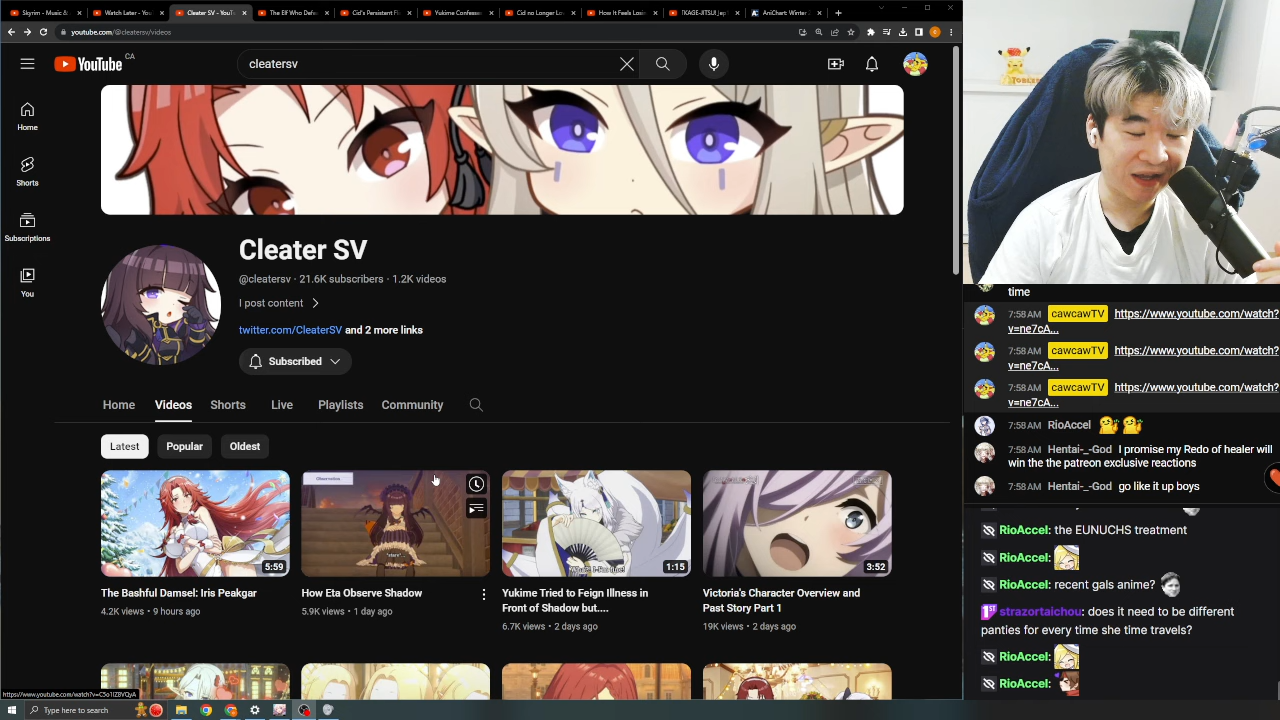 Skyrim - Music &
Watch Later - You
Cleater SV - YouT
The Elf Who Defe
Cid's Persistent Fi
Yukime Confesse
Cid no Longer Lo
How It Feels Losin
AniChart: Winter
youtube.com/@cleatersv/videos
YouTube CA
cleatersv
Home
Shorts
Subscriptions
You
Cleater SV
@cleatersv · 21.6K subscribers · 1.2K videos
I post content
twitter.com/CleaterSV and 2 more links
Subscribed
Home Videos Shorts Live Playlists Community
Latest Popular Oldest
5:59
1:15
3:52
The Bashful Damsel: Iris Peakgar
4.2K views • 9 hours ago
How Eta Observe Shadow
5.9K views • 1 day ago
Yukime Tried to Feign Illness in
Front of Shadow but....
6.7K views • 2 days ago
Victoria's Character Overview and
Past Story Part 1
19K views • 2 days ago
Type here to search
time
7:58 AM cawcawTV https://www.youtube.com/watch?
v=ne7cA...
7:58 AM cawcawTV https://www.youtube.com/watch?
v=ne7cA...
7:58 AM cawcawTV https://www.youtube.com/watch?
v=ne7cA...
7:58 AM RioAccel
7:58 AM Hentai-_-God I promise my Redo of healer will
win the the patreon exclusive reactions
7:58 AM Hentai-_-God go like it up boys
RioAccel: the EUNUCHS treatment
RioAccel:
RioAccel: recent gals anime?
1ST strazortaichou: does it need to be different
panties for every time she time travels?
RioAccel:
RioAccel: